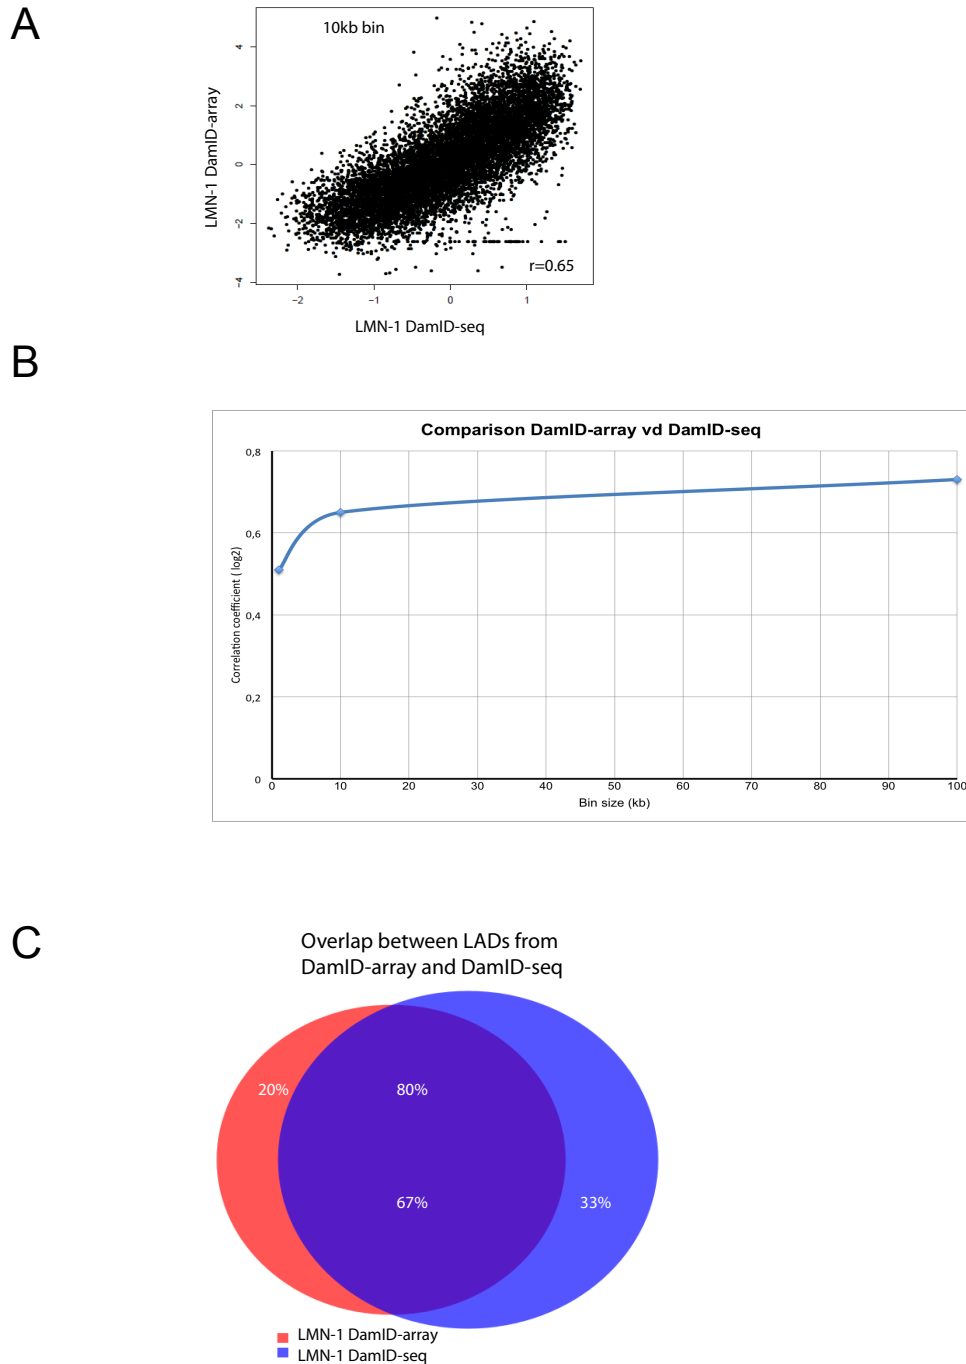 A
10kb bin
4
2
0
−2
−4
LMN-1 DamID-array
r=0.65
−2
−1
0
1
LMN-1 DamID-seq
B
Comparison DamID-array vd DamID-seq
0,8
0,6
0,4
0,2
0
Correlation coefficient ( log2)
0
10
20
30
40
50
60
70
80
90
100
Bin size (kb)
C
Overlap between LADs from
DamID-array and DamID-seq
20%
80%
67%
33%
LMN-1 DamID-array
LMN-1 DamID-seq